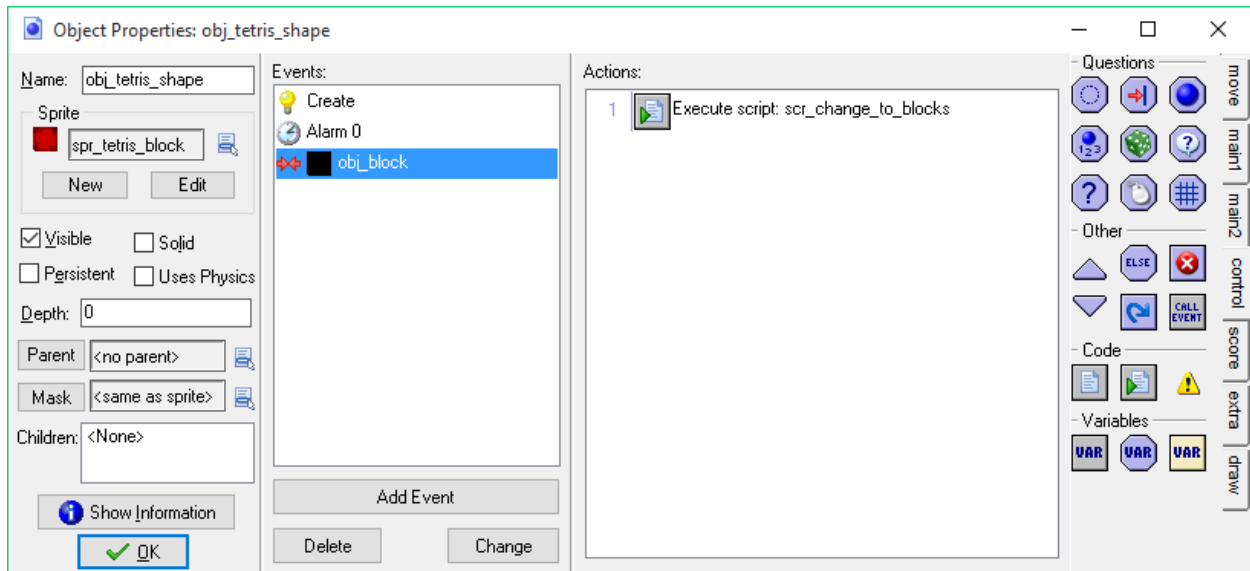 Object Properties: obj_tetris_shape
Name: obj_tetris_shape
Sprite
spr_tetris_block
New Edit
Visible Solid
Persistent Uses Physics
Depth: 0
Parent <no parent>
Mask <same as sprite>
Children: <None>
Show Information
OK
Events:
Create
Alarm 0
obj_block
Add Event
Delete Change
Actions:
1 Execute script: scr_change_to_blocks
Questions
123
?
?
Other
ELSE
CALL
EVENT
Code
Variables
VAR VAR VAR
move
main1
main2
control
score
extra
draw